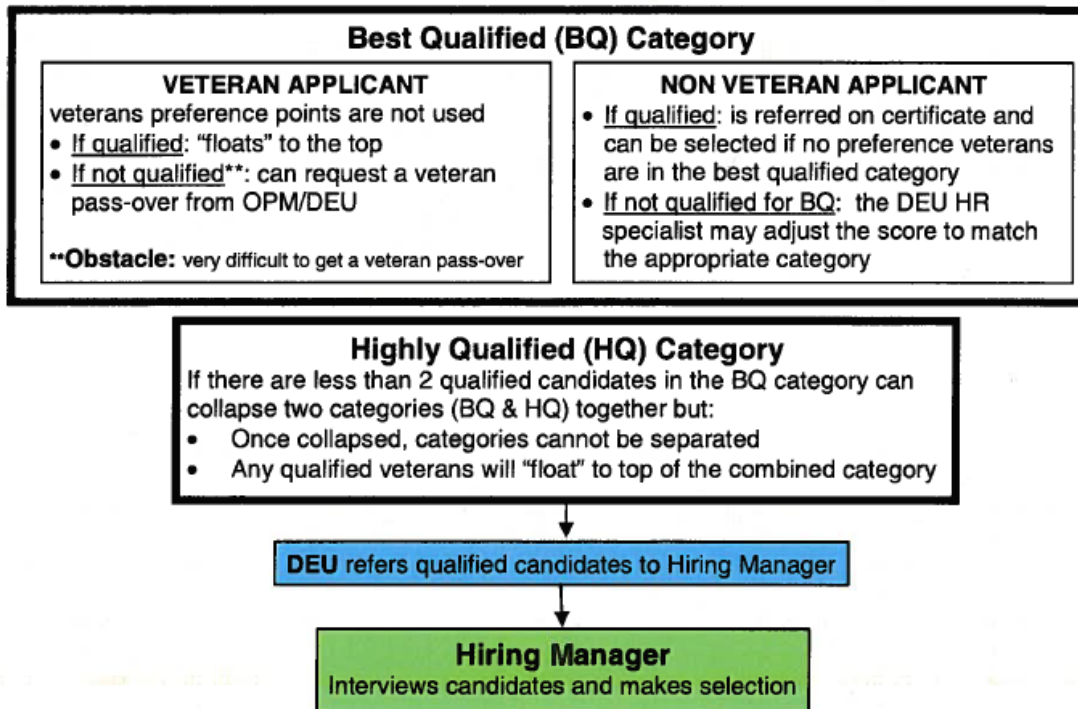 Best Qualified (BQ) Category
VETERAN APPLICANT
veterans preference points are not used
• If qualified: “floats” to the top
• If not qualified**: can request a veteran
pass-over from OPM/DEU
**Obstacle: very difficult to get a veteran pass-over
NON VETERAN APPLICANT
• If qualified: is referred on certificate and
can be selected if no preference veterans
are in the best qualified category
• If not qualified for BQ: the DEU HR
specialist may adjust the score to match
the appropriate category
Highly Qualified (HQ) Category
If there are less than 2 qualified candidates in the BQ category can
collapse two categories (BQ & HQ) together but:
• Once collapsed, categories cannot be separated
• Any qualified veterans will “float” to top of the combined category
DEU refers qualified candidates to Hiring Manager
Hiring Manager
Interviews candidates and makes selection